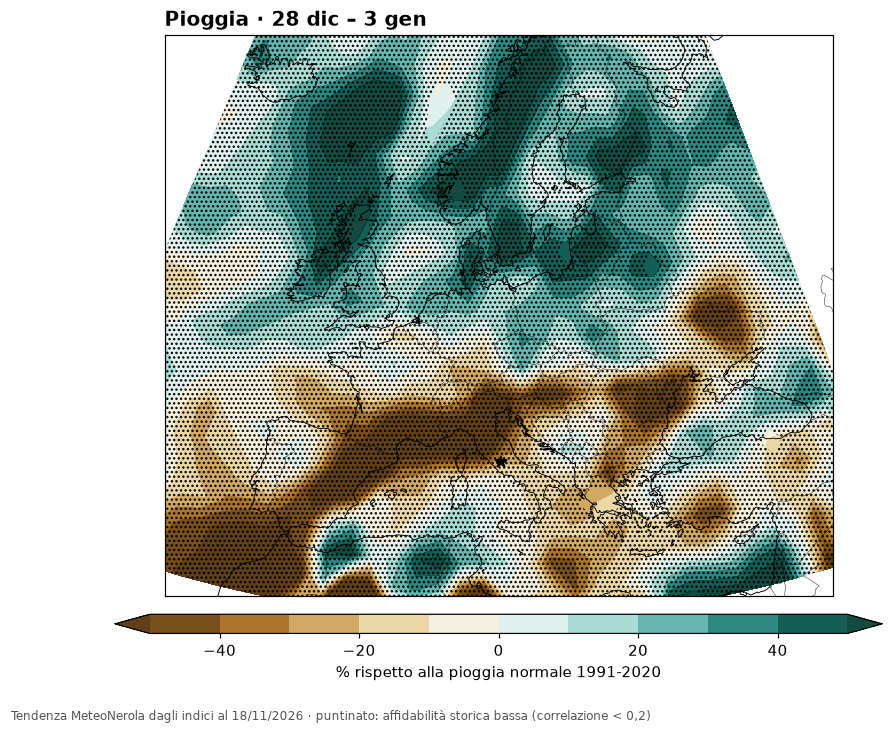 Pioggia · 28 dic – 3 gen
−40 −20 0 20 40
% rispetto alla pioggia normale 1991-2020
Tendenza MeteoNerola dagli indici al 18/11/2026 · puntinato: affidabilità storica bassa (correlazione < 0,2)